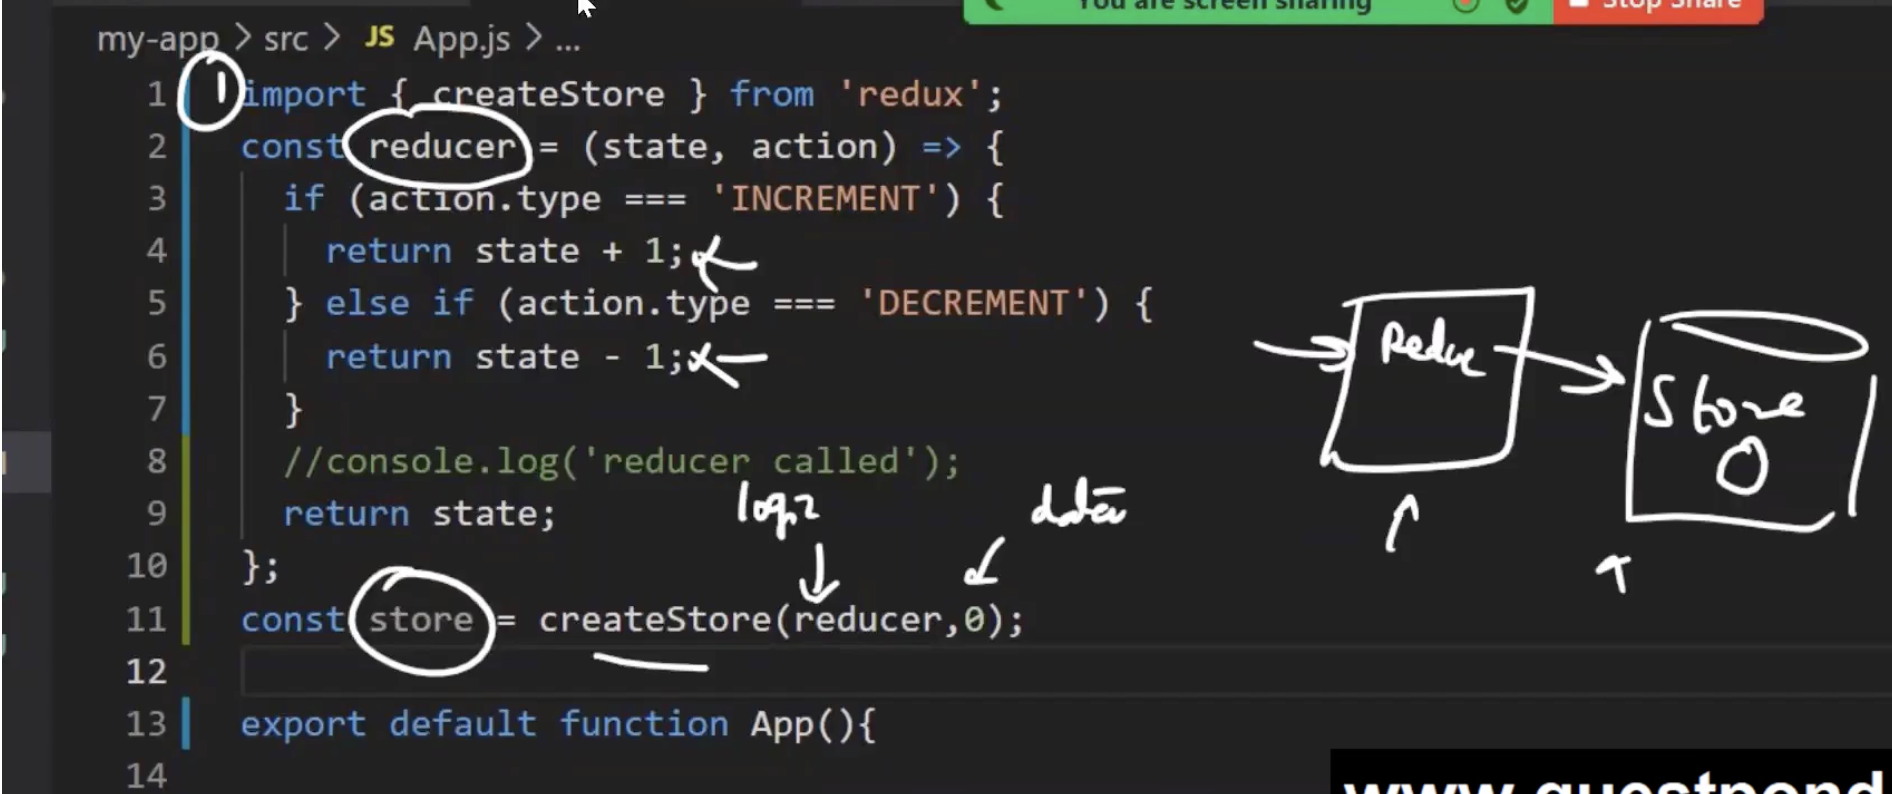 You are screen sharing Stop Share
my-app > src > JS App.js > ...
1 1 import { createStore } from 'redux';
2 const reducer = (state, action) => {
3 if (action.type === 'INCREMENT') {
4 return state + 1;
5 } else if (action.type === 'DECREMENT') {
6 return state - 1;
7 }
8 //console.log('reducer called');
9 return state;
10 };
11 const store = createStore(reducer,0);
12
13 export default function App(){
14
Store
0
data
www.questpond